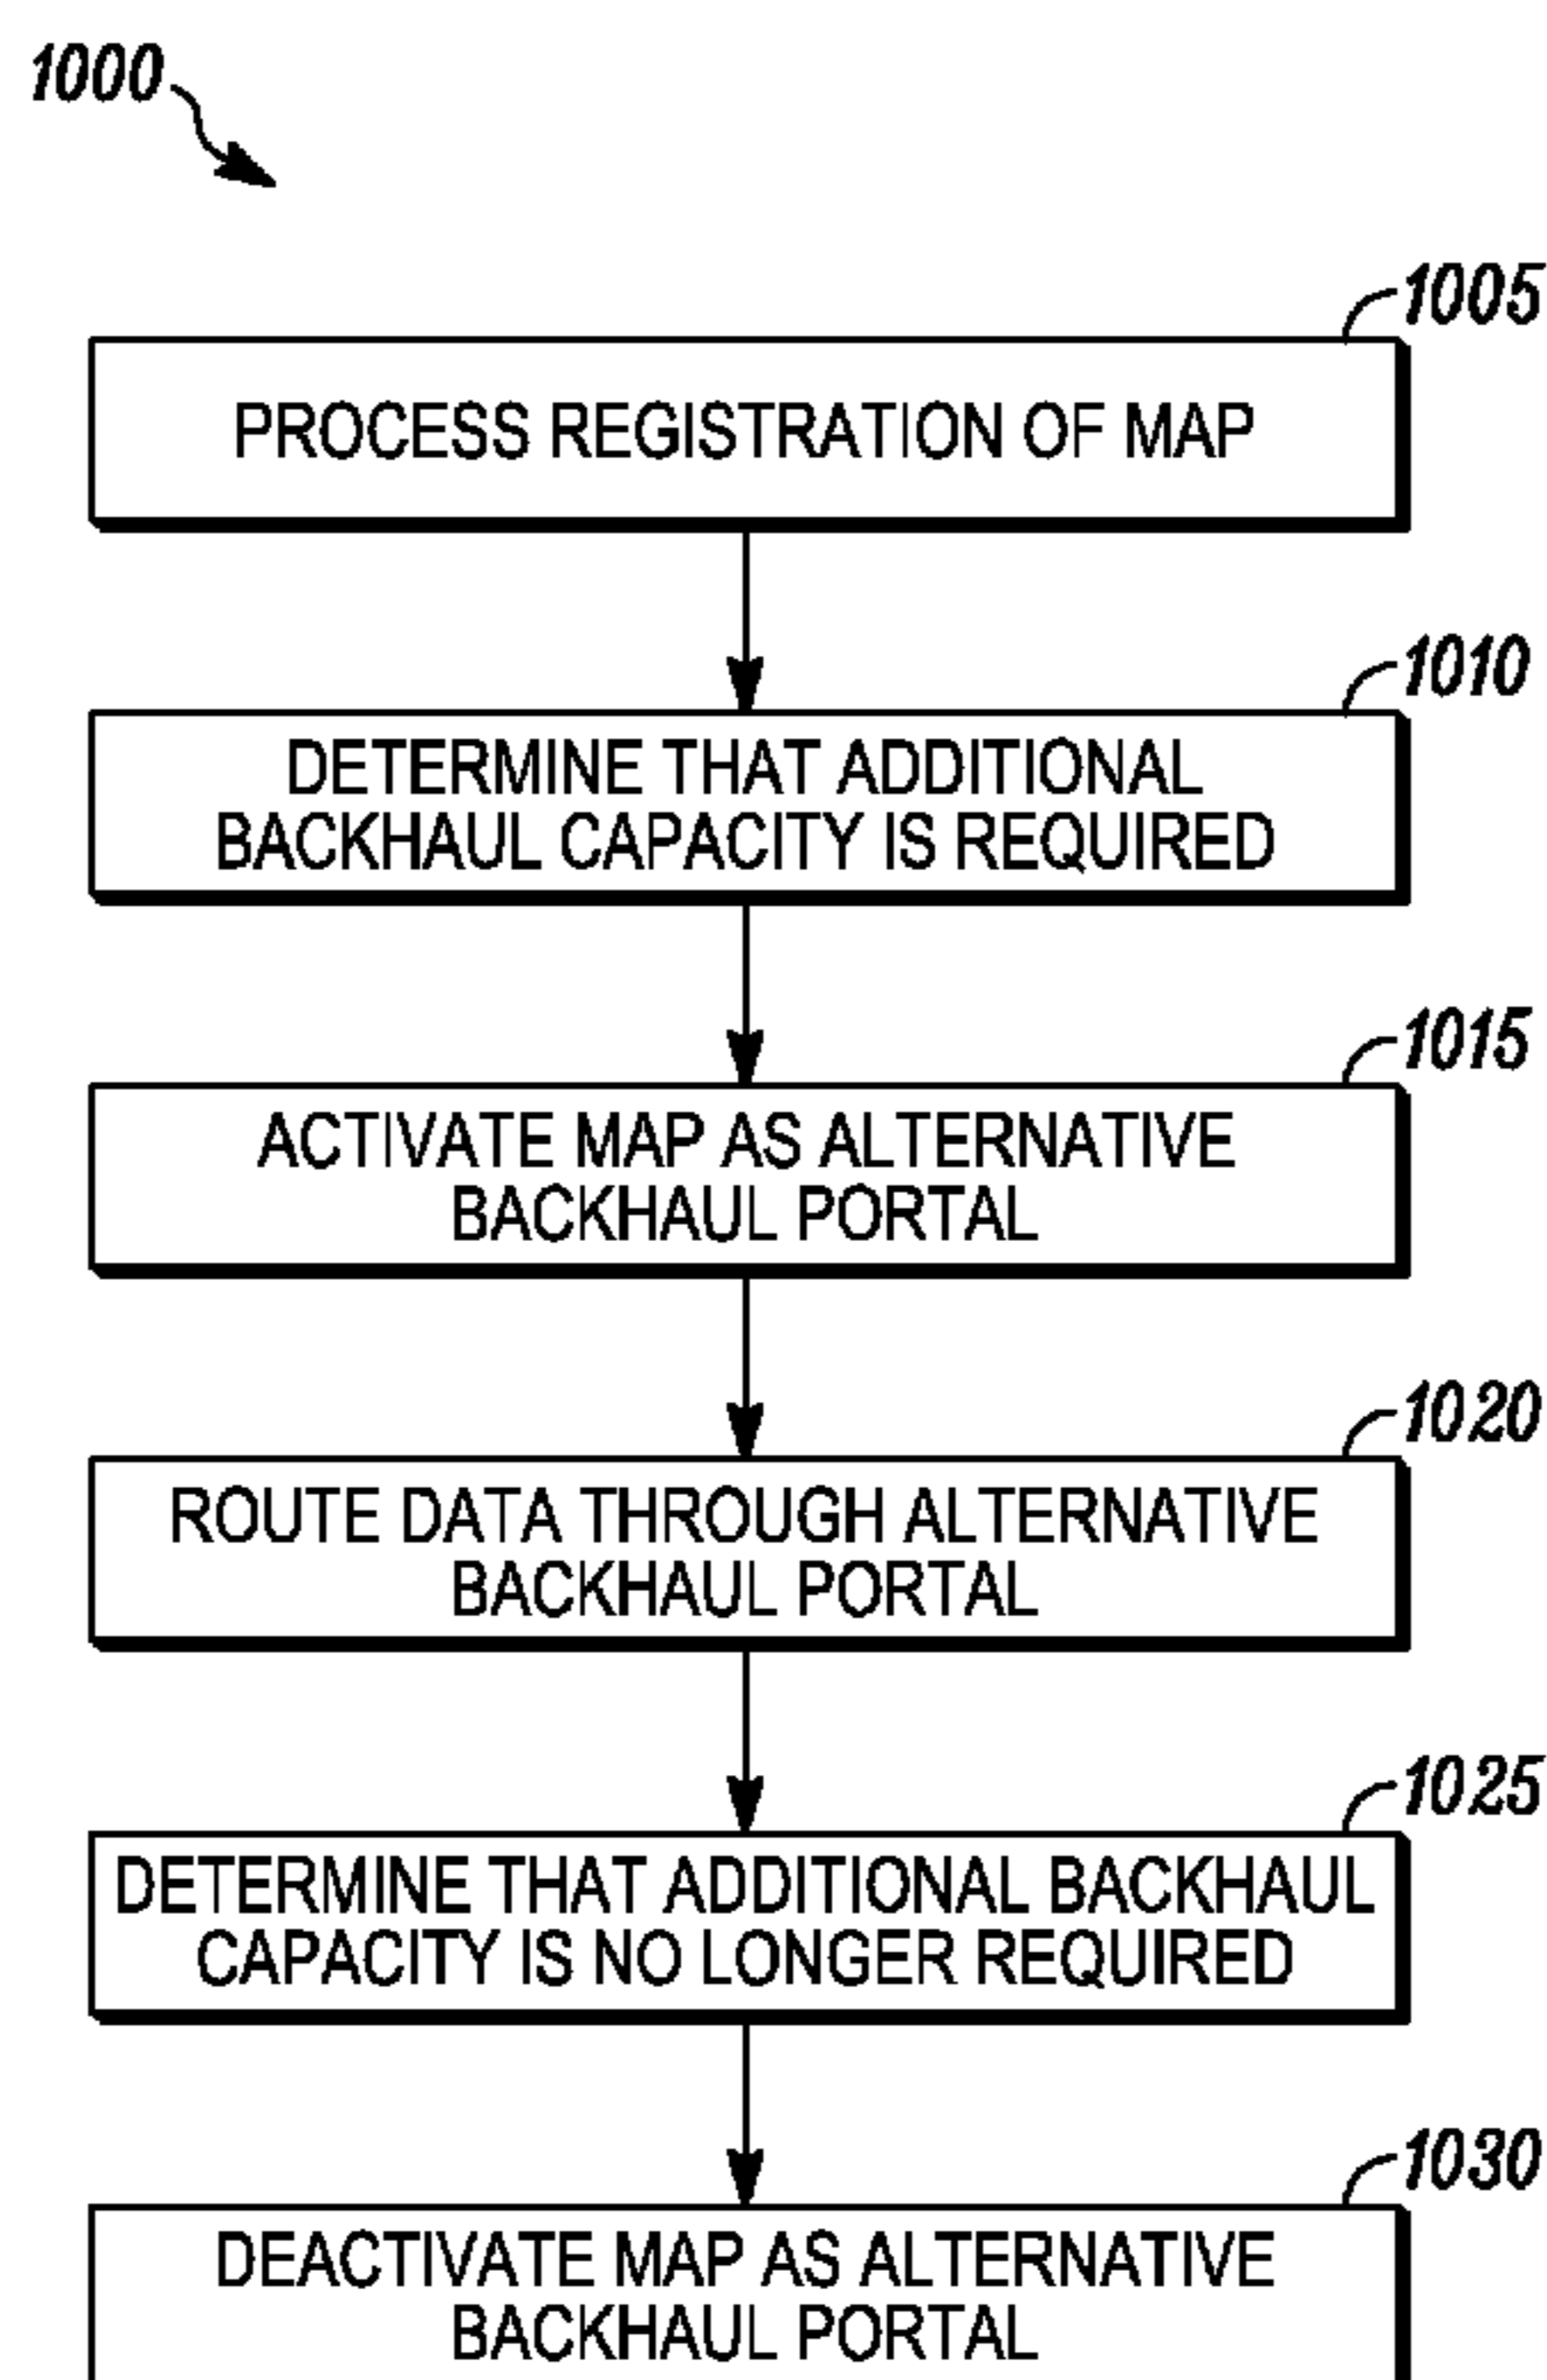 1000
1005
PROCESS REGISTRATION OF MAP
1010
DETERMINE THAT ADDITIONAL
BACKHAUL CAPACITY IS REQUIRED
1015
ACTIVATE MAP AS ALTERNATIVE
BACKHAUL PORTAL
1020
ROUTE DATA THROUGH ALTERNATIVE
BACKHAUL PORTAL
1025
DETERMINE THAT ADDITIONAL BACKHAUL
CAPACITY IS NO LONGER REQUIRED
1030
DEACTIVATE MAP AS ALTERNATIVE
BACKHAUL PORTAL